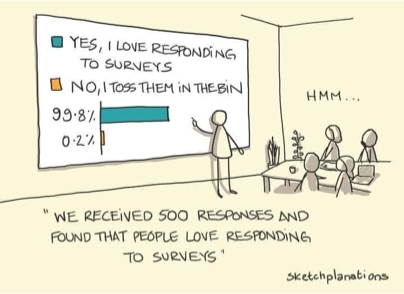 YES, I LOVE RESPONDING
TO SURVEYS
NO, I TOSS THEM IN THE BIN
99.8%
0.2%
HMM...
"WE RECEIVED 500 RESPONSES AND
FOUND THAT PEOPLE LOVE RESPONDING
TO SURVEYS"
sketchplanations